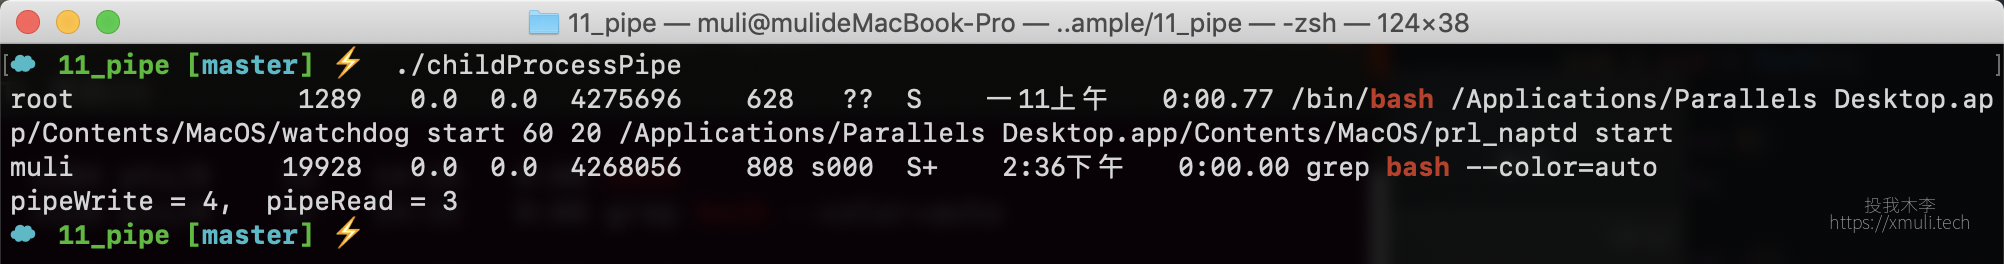 11_pipe — muli@mulideMacBook-Pro — ..ample/11_pipe — -zsh — 124×38
[ 11_pipe [master] ⚡ ./childProcessPipe ]
root 1289 0.0 0.0 4275696 628 ?? S 一11上午 0:00.77 /bin/bash /Applications/Parallels Desktop.ap
p/Contents/MacOS/watchdog start 60 20 /Applications/Parallels Desktop.app/Contents/MacOS/prl_naptd start
muli 19928 0.0 0.0 4268056 808 s000 S+ 2:36下午 0:00.00 grep bash --color=auto
pipeWrite = 4, pipeRead = 3
11_pipe [master] ⚡
投我木李
https://xmuli.tech